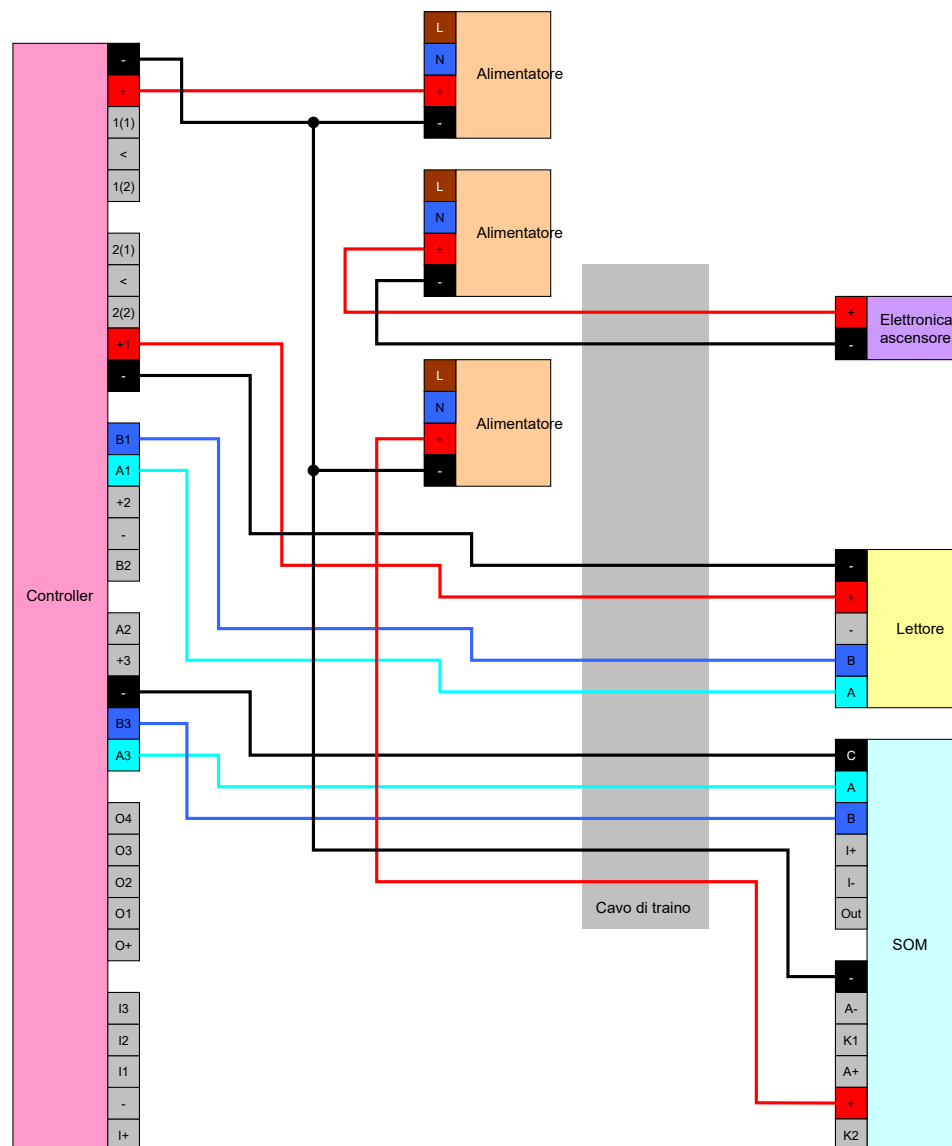 Controller
-
+
1(1)
<
1(2)
2(1)
<
2(2)
+1
-
B1
A1
+2
-
B2
A2
+3
-
B3
A3
O4
O3
O2
O1
O+
I3
I2
I1
-
I+
L
N
+
-
Alimentatore
L
N
+
-
Alimentatore
L
N
+
-
Alimentatore
Cavo di traino
+
-
Elettronica
ascensore
-
+
-
B
A
Lettore
C
A
B
I+
I-
Out
-
A-
K1
A+
+
K2
SOM